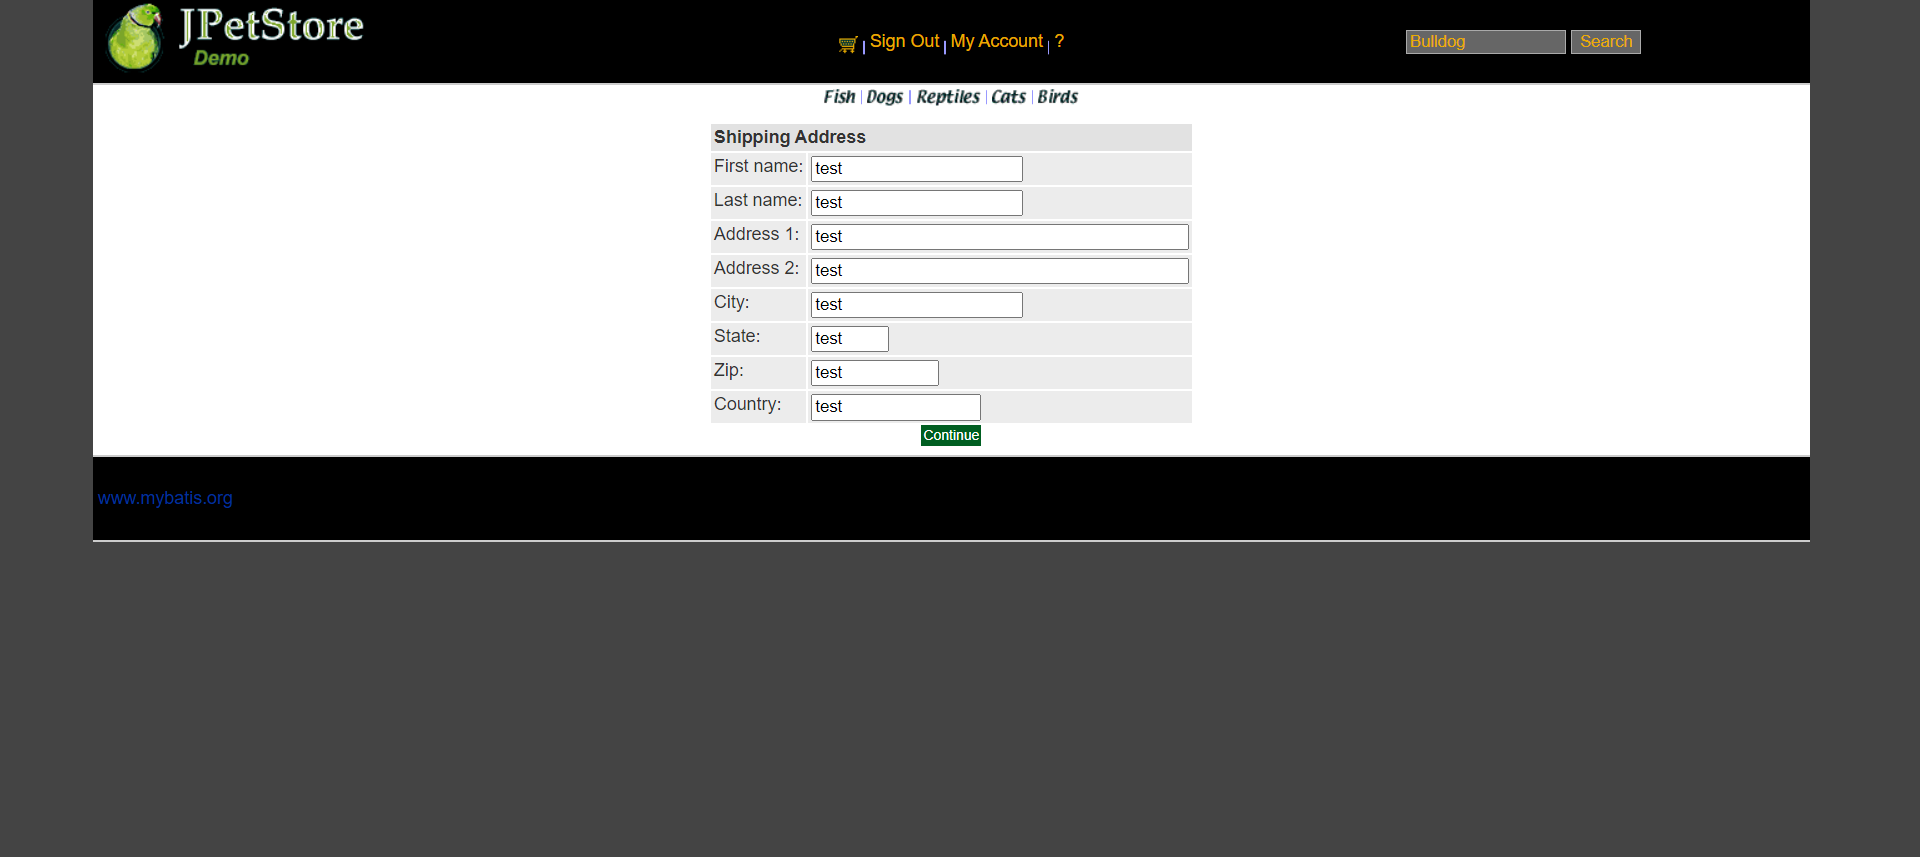 JPetStore
Demo
Sign Out | My Account | ?
Bulldog Search
Fish | Dogs | Reptiles | Cats | Birds
Shipping Address
First name: test
Last name: test
Address 1: test
Address 2: test
City: test
State: test
Zip: test
Country: test
Continue
www.mybatis.org